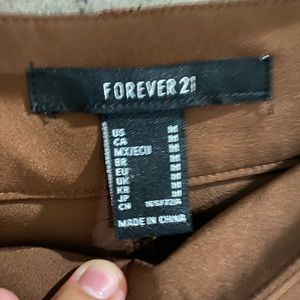 FOREVER 21
US M
CA M
MX/ECU M
BR M
EU M
UK M
KR M
JP M
CN
MADE IN CHINA